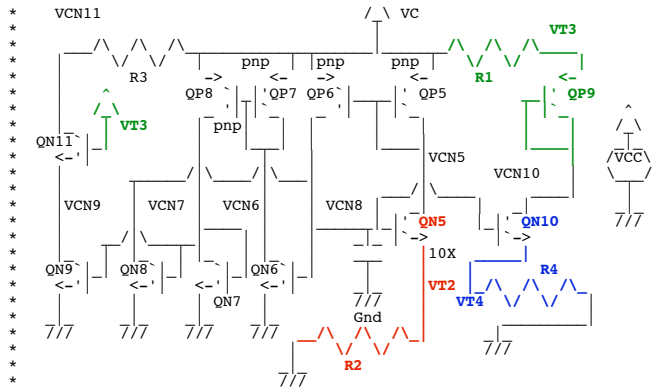 VCN11 VC VT3
R3 pnp pnp pnp R1
QP8 QP7 QP6 QP5 QP9
VT3 pnp
QN11 VCN5 VCC
VCN10
VCN9 VCN7 VCN6 VCN8
QN5 QN10
10X
QN9 QN8 QN6 R4
VT2
QN7 VT4
Gnd
R2